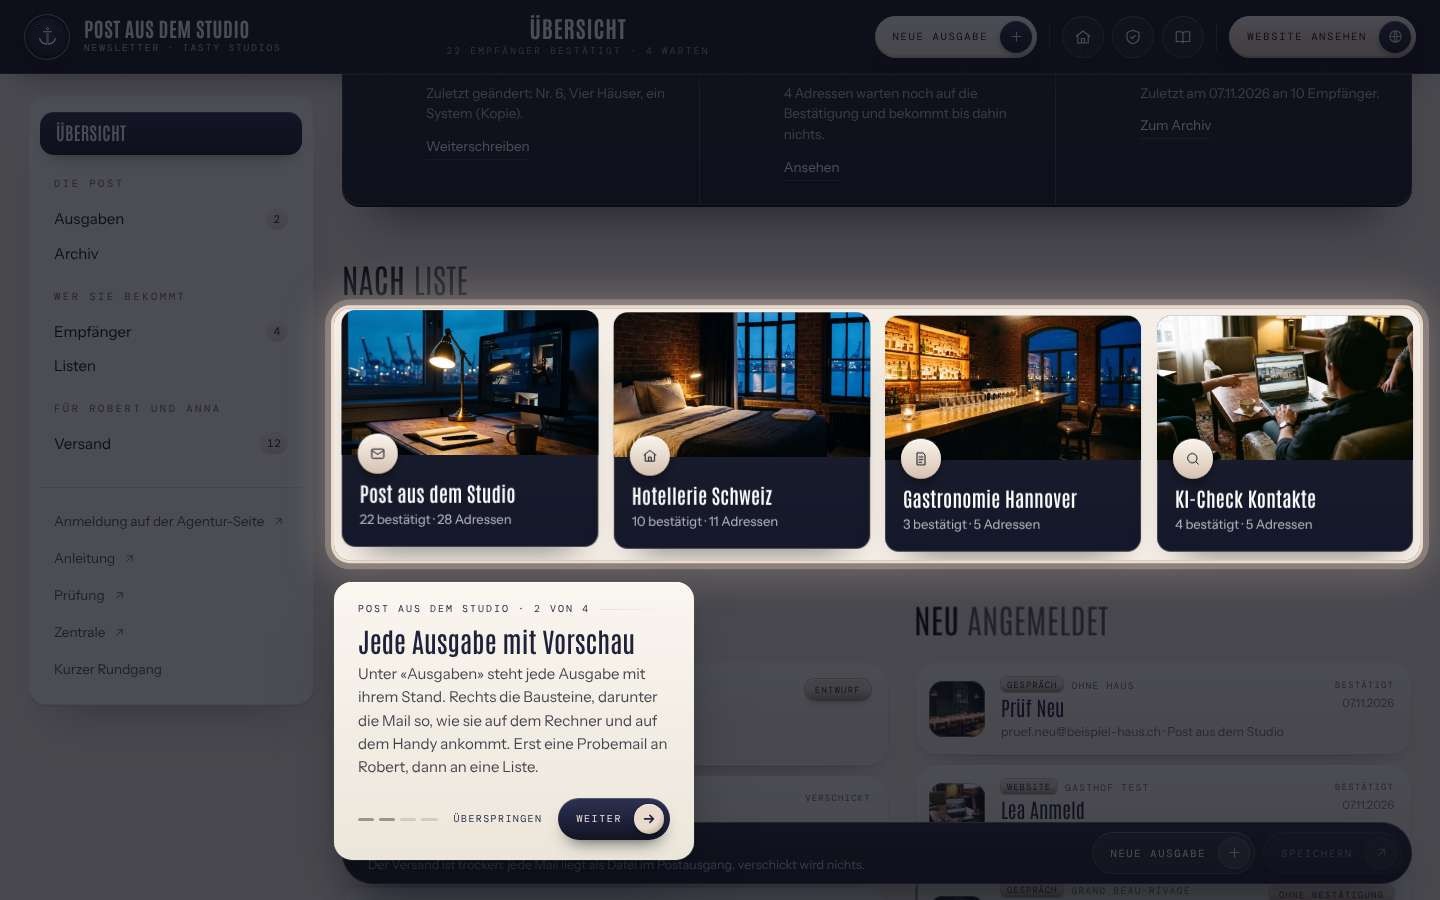 POST AUS DEM STUDIO
NEWSLETTER · TASTY STUDIOS
ÜBERSICHT
22 EMPFÄNGER BESTÄTIGT · 4 WARTEN
NEUE AUSGABE
WEBSITE ANSEHEN
ÜBERSICHT
DIE POST
Ausgaben 2
Archiv
WER SIE BEKOMMT
Empfänger 4
Listen
FÜR ROBERT UND ANNA
Versand 12
Anmeldung auf der Agentur-Seite
Anleitung
Prüfung
Zentrale
Kurzer Rundgang
Zuletzt geändert: Nr. 6, Vier Häuser, ein
System (Kopie).
Weiterschreiben
4 Adressen warten noch auf die
Bestätigung und bekommt bis dahin
nichts.
Ansehen
Zuletzt am 07.11.2026 an 10 Empfänger.
Zum Archiv
NACH LISTE
Post aus dem Studio
22 bestätigt · 28 Adressen
Hotellerie Schweiz
10 bestätigt · 11 Adressen
Gastronomie Hannover
3 bestätigt · 5 Adressen
KI-Check Kontakte
4 bestätigt · 5 Adressen
POST AUS DEM STUDIO · 2 VON 4
Jede Ausgabe mit Vorschau
Unter «Ausgaben» steht jede Ausgabe mit
ihrem Stand. Rechts die Bausteine, darunter
die Mail so, wie sie auf dem Rechner und auf
dem Handy ankommt. Erst eine Probemail an
Robert, dann an eine Liste.
ÜBERSPRINGEN
WEITER
ENTWURF
VERSCHICKT
NEU ANGEMELDET
GESPRÄCH OHNE HAUS
BESTÄTIGT
Prüf Neu
07.11.2026
pruef.neu@beispiel-haus.ch · Post aus dem Studio
WEBSITE GASTHOF TEST
BESTÄTIGT
Lea Anmeld
07.11.2026
Der Versand ist trocken: jede Mail liegt als Datei im Postausgang, verschickt wird nichts.
NEUE AUSGABE
SPEICHERN
GESPRÄCH GRAND BEAU-RIVAGE
OHNE BESTÄTIGUNG